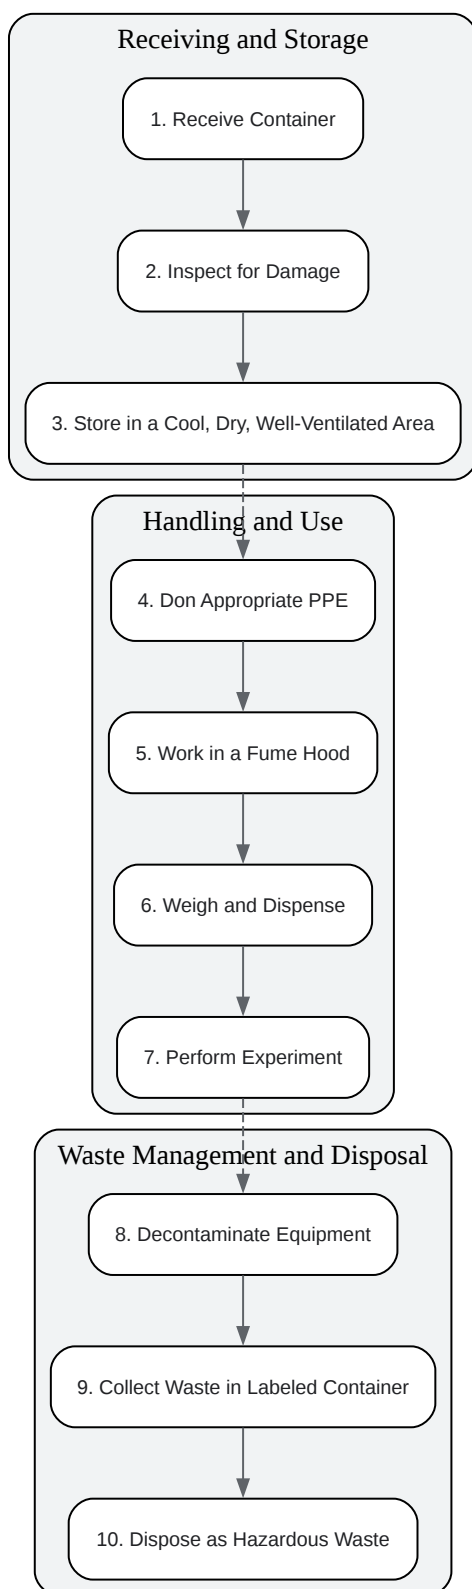 Receiving and Storage
1. Receive Container
2. Inspect for Damage
3. Store in a Cool, Dry, Well-Ventilated Area
Handling and Use
4. Don Appropriate PPE
5. Work in a Fume Hood
6. Weigh and Dispense
7. Perform Experiment
Waste Management and Disposal
8. Decontaminate Equipment
9. Collect Waste in Labeled Container
10. Dispose as Hazardous Waste